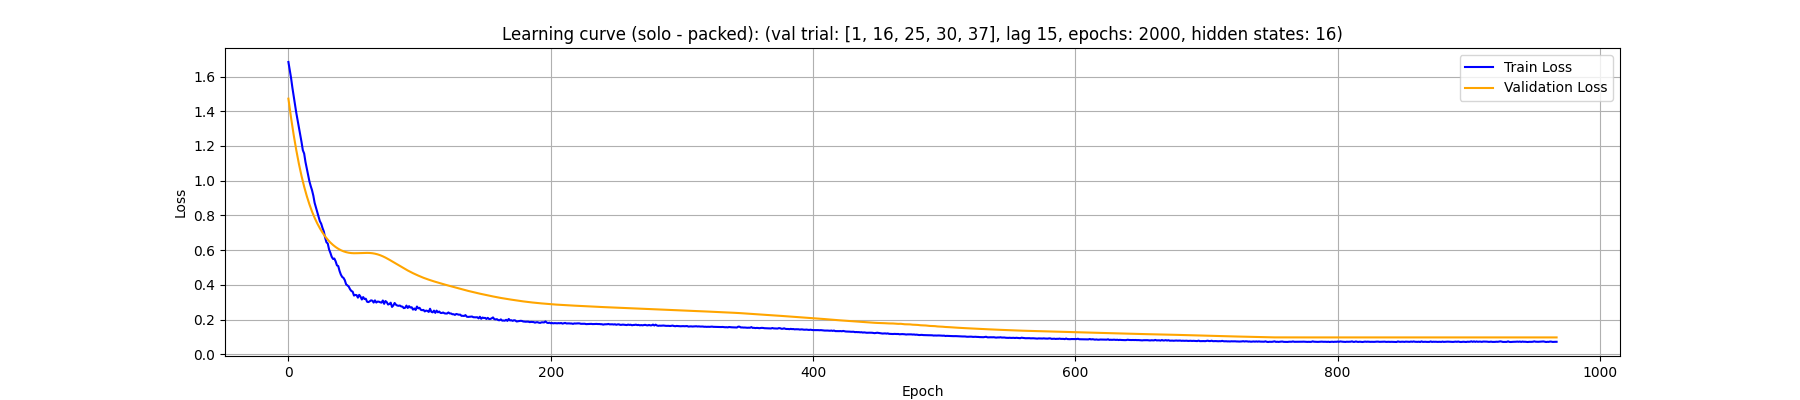 Learning curve (solo - packed): (val trial: [1, 16, 25, 30, 37], lag 15, epochs: 2000, hidden states: 16)
Train Loss
Validation Loss
Loss
1.6
1.4
1.2
1.0
0.8
0.6
0.4
0.2
0.0
0 200 400 600 800 1000
Epoch